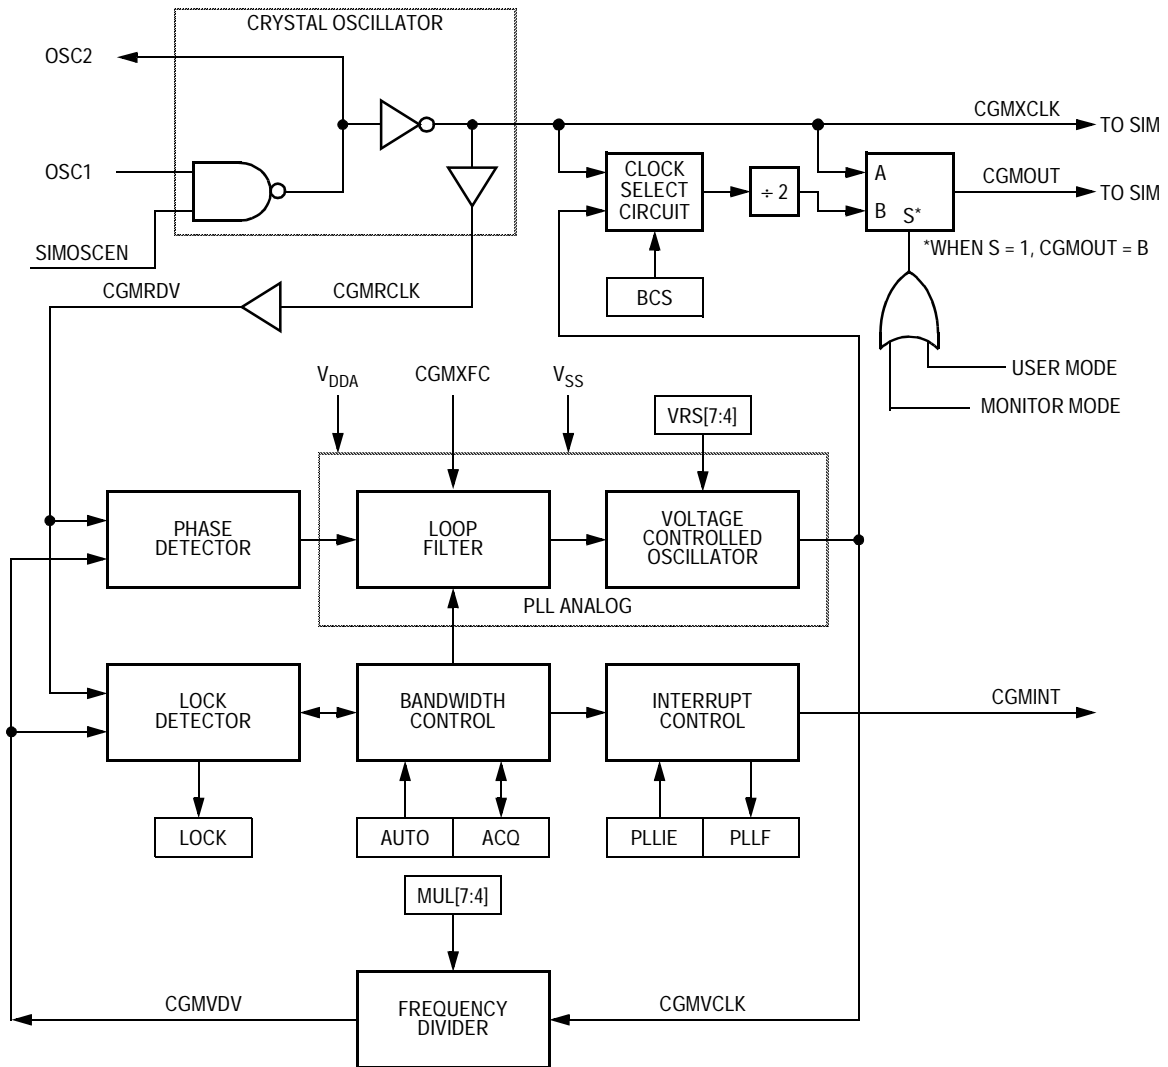 CRYSTAL OSCILLATOR
OSC2
CGMXCLK
TO SIM
OSC1
CLOCK
SELECT
CIRCUIT
÷ 2
A
B
S*
CGMOUT
TO SIM
SIMOSCEN
*WHEN S = 1, CGMOUT = B
CGMRDV
CGMRCLK
BCS
USER MODE
MONITOR MODE
VDDA
CGMXFC
VSS
VRS[7:4]
PHASE
DETECTOR
LOOP
FILTER
VOLTAGE
CONTROLLED
OSCILLATOR
PLL ANALOG
LOCK
DETECTOR
BANDWIDTH
CONTROL
INTERRUPT
CONTROL
CGMINT
LOCK
AUTO
ACQ
PLLIE
PLLF
MUL[7:4]
CGMVDV
FREQUENCY
DIVIDER
CGMVCLK